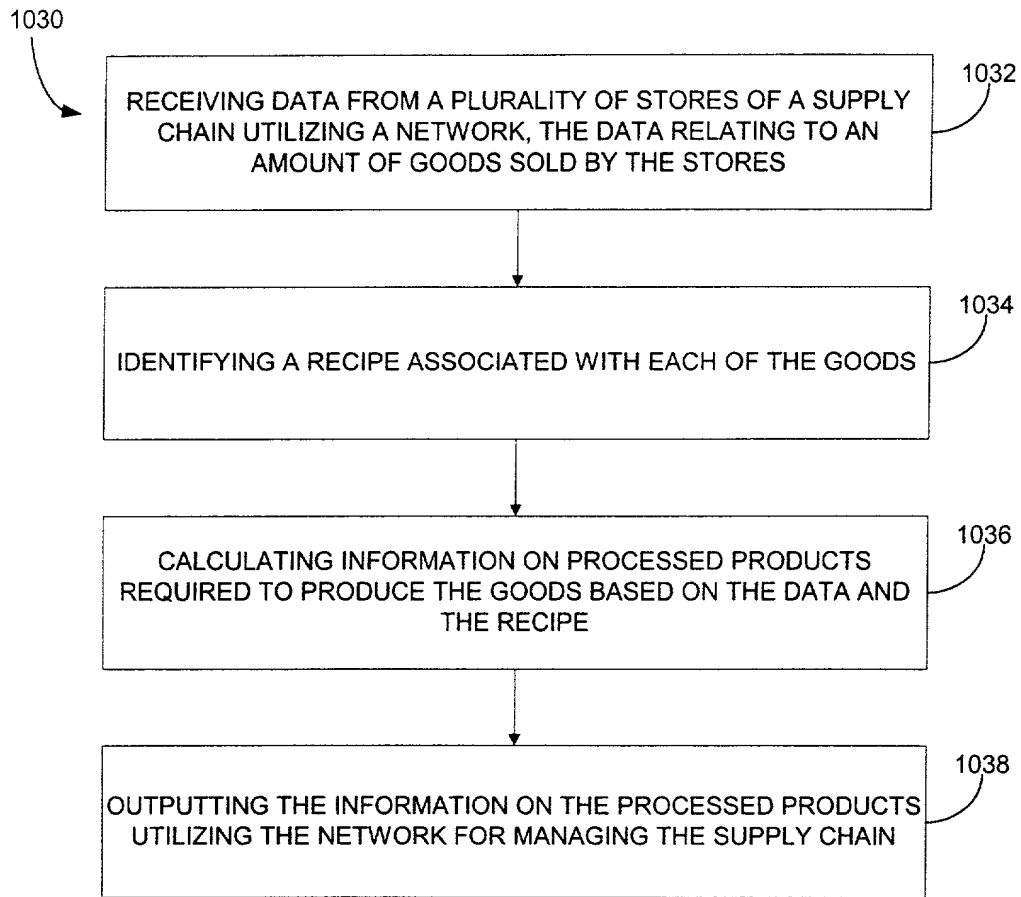 1030
1032
RECEIVING DATA FROM A PLURALITY OF STORES OF A SUPPLY
CHAIN UTILIZING A NETWORK, THE DATA RELATING TO AN
AMOUNT OF GOODS SOLD BY THE STORES
1034
IDENTIFYING A RECIPE ASSOCIATED WITH EACH OF THE GOODS
1036
CALCULATING INFORMATION ON PROCESSED PRODUCTS
REQUIRED TO PRODUCE THE GOODS BASED ON THE DATA AND
THE RECIPE
1038
OUTPUTTING THE INFORMATION ON THE PROCESSED PRODUCTS
UTILIZING THE NETWORK FOR MANAGING THE SUPPLY CHAIN